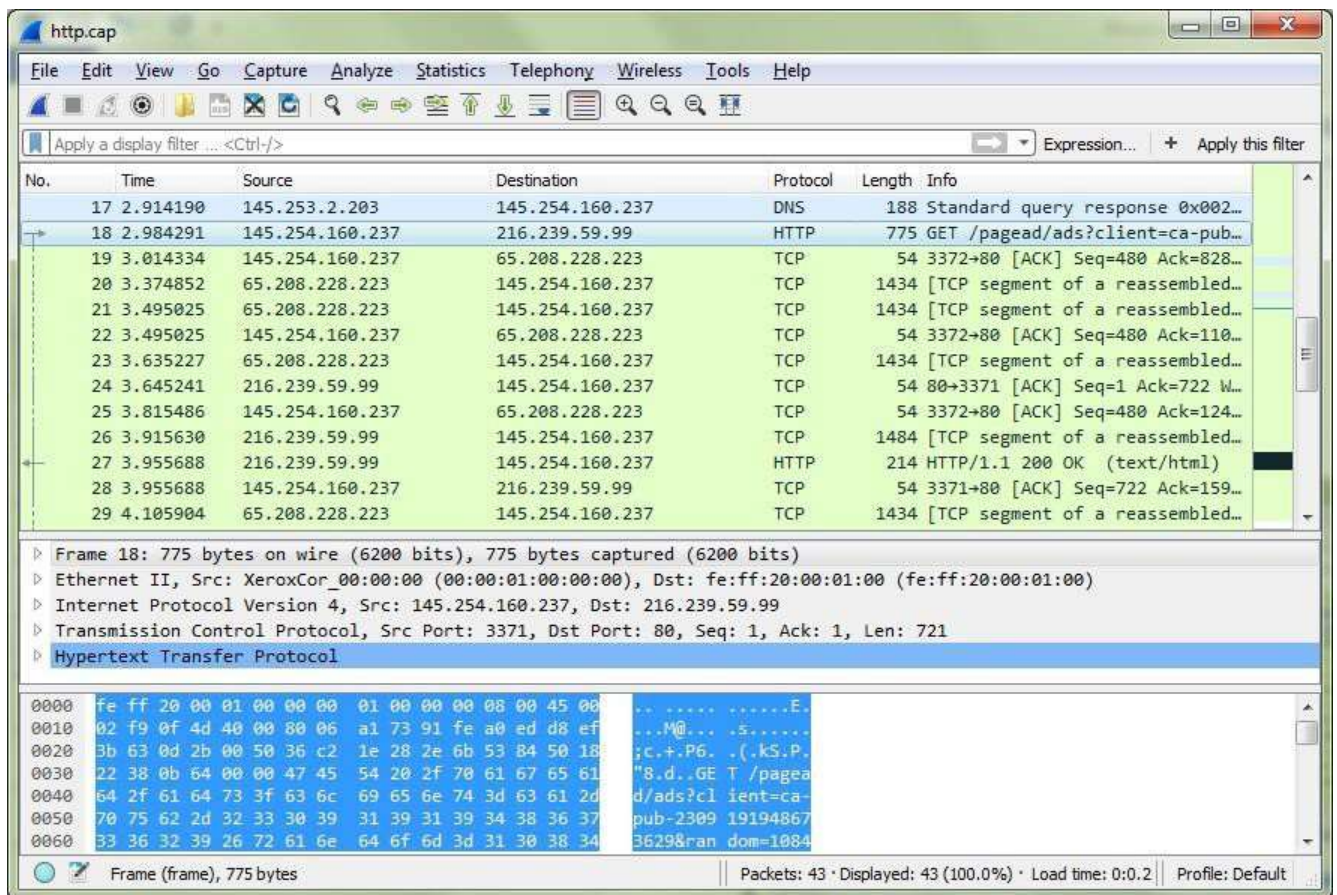 http.cap
File Edit View Go Capture Analyze Statistics Telephony Wireless Tools Help
Apply a display filter ... <Ctrl-/> Expression... + Apply this filter
No. Time Source Destination Protocol Length Info
17 2.914190 145.253.2.203 145.254.160.237 DNS 188 Standard query response 0x002…
18 2.984291 145.254.160.237 216.239.59.99 HTTP 775 GET /pagead/ads?client=ca-pub…
19 3.014334 145.254.160.237 65.208.228.223 TCP 54 3372→80 [ACK] Seq=480 Ack=828…
20 3.374852 65.208.228.223 145.254.160.237 TCP 1434 [TCP segment of a reassembled…
21 3.495025 65.208.228.223 145.254.160.237 TCP 1434 [TCP segment of a reassembled…
22 3.495025 145.254.160.237 65.208.228.223 TCP 54 3372→80 [ACK] Seq=480 Ack=110…
23 3.635227 65.208.228.223 145.254.160.237 TCP 1434 [TCP segment of a reassembled…
24 3.645241 216.239.59.99 145.254.160.237 TCP 54 80→3371 [ACK] Seq=1 Ack=722 W…
25 3.815486 145.254.160.237 65.208.228.223 TCP 54 3372→80 [ACK] Seq=480 Ack=124…
26 3.915630 216.239.59.99 145.254.160.237 TCP 1484 [TCP segment of a reassembled…
27 3.955688 216.239.59.99 145.254.160.237 HTTP 214 HTTP/1.1 200 OK (text/html)
28 3.955688 145.254.160.237 216.239.59.99 TCP 54 3371→80 [ACK] Seq=722 Ack=159…
29 4.105904 65.208.228.223 145.254.160.237 TCP 1434 [TCP segment of a reassembled…
Frame 18: 775 bytes on wire (6200 bits), 775 bytes captured (6200 bits)
Ethernet II, Src: XeroxCor_00:00:00 (00:00:01:00:00:00), Dst: fe:ff:20:00:01:00 (fe:ff:20:00:01:00)
Internet Protocol Version 4, Src: 145.254.160.237, Dst: 216.239.59.99
Transmission Control Protocol, Src Port: 3371, Dst Port: 80, Seq: 1, Ack: 1, Len: 721
Hypertext Transfer Protocol
0000 fe ff 20 00 01 00 00 00 01 00 00 00 08 00 45 00 .. ..... ......E.
0010 02 f9 0f 4d 40 00 80 06 a1 73 91 fe a0 ed d8 ef ...M@... .s......
0020 3b 63 0d 2b 00 50 36 c2 1e 28 2e 6b 53 84 50 18 ;c.+.P6. .(.kS.P.
0030 22 38 0b 64 00 00 47 45 54 20 2f 70 61 67 65 61 "8.d..GE T /pagea
0040 64 2f 61 64 73 3f 63 6c 69 65 6e 74 3d 63 61 2d d/ads?cl ient=ca-
0050 70 75 62 2d 32 33 30 39 31 39 31 39 34 38 36 37 pub-2309 19194867
0060 33 36 32 39 26 72 61 6e 64 6f 6d 3d 31 30 38 34 3629&ran dom=1084
Frame (frame), 775 bytes Packets: 43 · Displayed: 43 (100.0%) · Load time: 0:0.2 Profile: Default